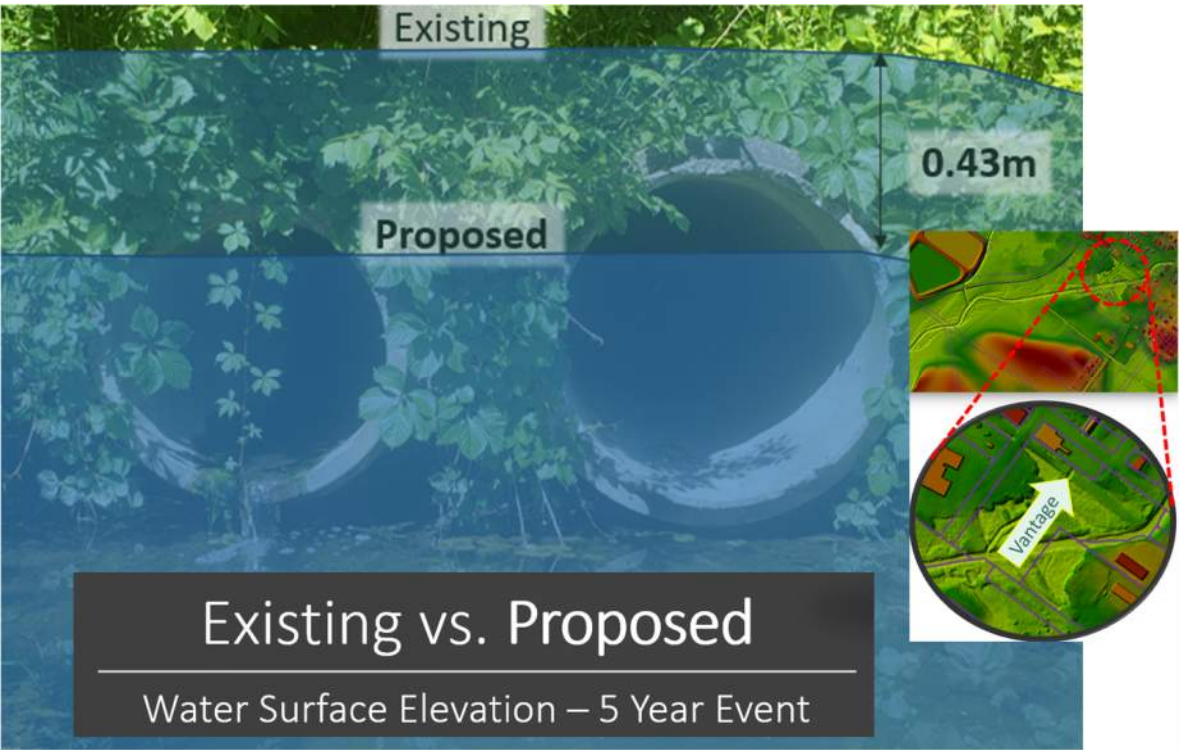 Existing
0.43m
Proposed
Vantage
Existing vs. Proposed
Water Surface Elevation – 5 Year Event